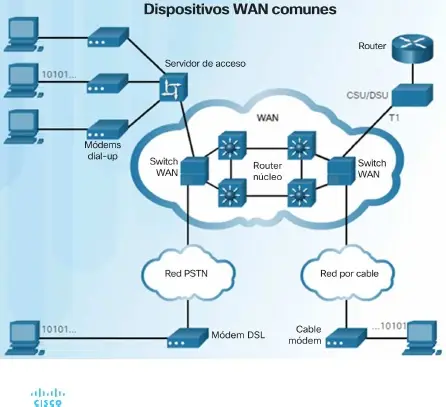 Dispositivos WAN comunes
Router
Servidor de acceso
10101...
CSU/DSU
WAN
T1
Módems
dial-up
Switch
WAN
Router
núcleo
Switch
WAN
Red PSTN
Red por cable
10101...
Módem DSL
Cable
módem
...10101
CISCO